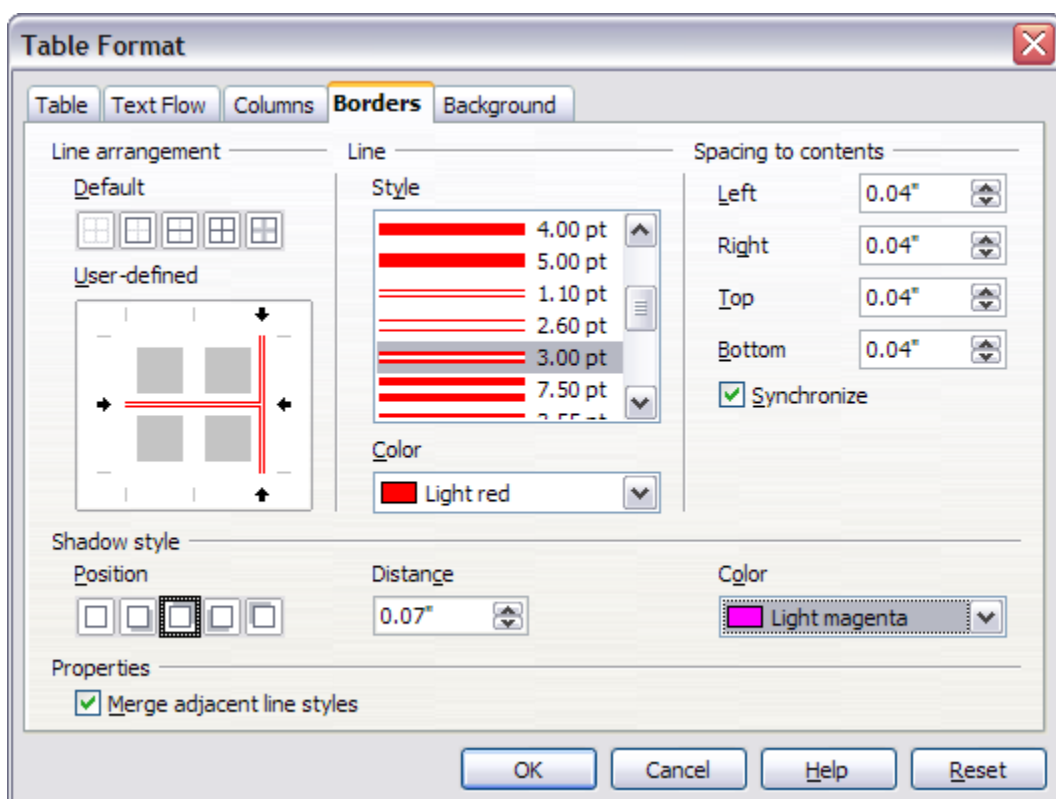 Table Format
Table Text Flow Columns Borders Background
Line arrangement
Default
User-defined
Line
Style
4.00 pt
5.00 pt
1.10 pt
2.60 pt
3.00 pt
7.50 pt
Color
Light red
Spacing to contents
Left 0.04"
Right 0.04"
Top 0.04"
Bottom 0.04"
Synchronize
Shadow style
Position
Distance
0.07"
Color
Light magenta
Properties
Merge adjacent line styles
OK Cancel Help Reset